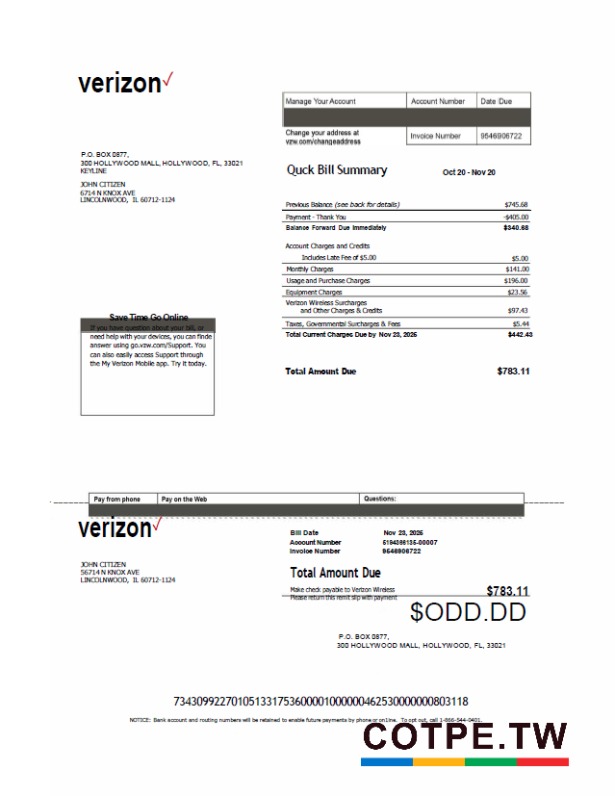 verizon✓
Manage Your Account Account Number Date Due
Change your address at
vzw.com/changeaddress
Invoice Number 9546906722
P.O. BOX 0877,
300 HOLLYWOOD MALL, HOLLYWOOD, FL, 33021
KEYLINE
JOHN CITIZEN
6714 N KNOX AVE
LINCOLNWOOD, IL 60712-1124
Quck Bill Summary Oct 20 - Nov 20
Previous Balance (see back for details) $745.68
Payment - Thank You -$405.00
Balance Forward Due Immediately $340.68
Account Charges and Credits
Includes Late Fee of $5.00 $5.00
Monthly Charges $141.00
Usage and Purchase Charges $196.00
Equipment Charges $23.56
Verizon Wireless Surcharges
and Other Charges & Credits $97.43
Taxes, Governmental Surcharges & Fees $5.44
Total Current Charges Due by Nov 23, 2025 $442.43
Total Amount Due $783.11
Save Time Go Online
If you have question about your bill, or
need help with your devices, you can finde
answer using go.vzw.com/Support. You
can also easily access Support through
the My Verizon Mobile app. Try it today.
Pay from phone Pay on the Web Questions:
verizon✓
Bill Date Nov 23, 2025
Account Number 5194398135-00007
Invoice Number 9546906722
JOHN CITIZEN
56714 N KNOX AVE
LINCOLNWOOD, IL 60712-1124
Total Amount Due
Make check payable to Verizon Wireless $783.11
Please return this remit slip with payment
$ODD.DD
P.O. BOX 0877,
300 HOLLYWOOD MALL, HOLLYWOOD, FL, 33021
NOTICE: Bank account and routing numbers will be retained to enable future payments by phone or online. To opt out, call 1-866-544-0401.
COTPE.TW